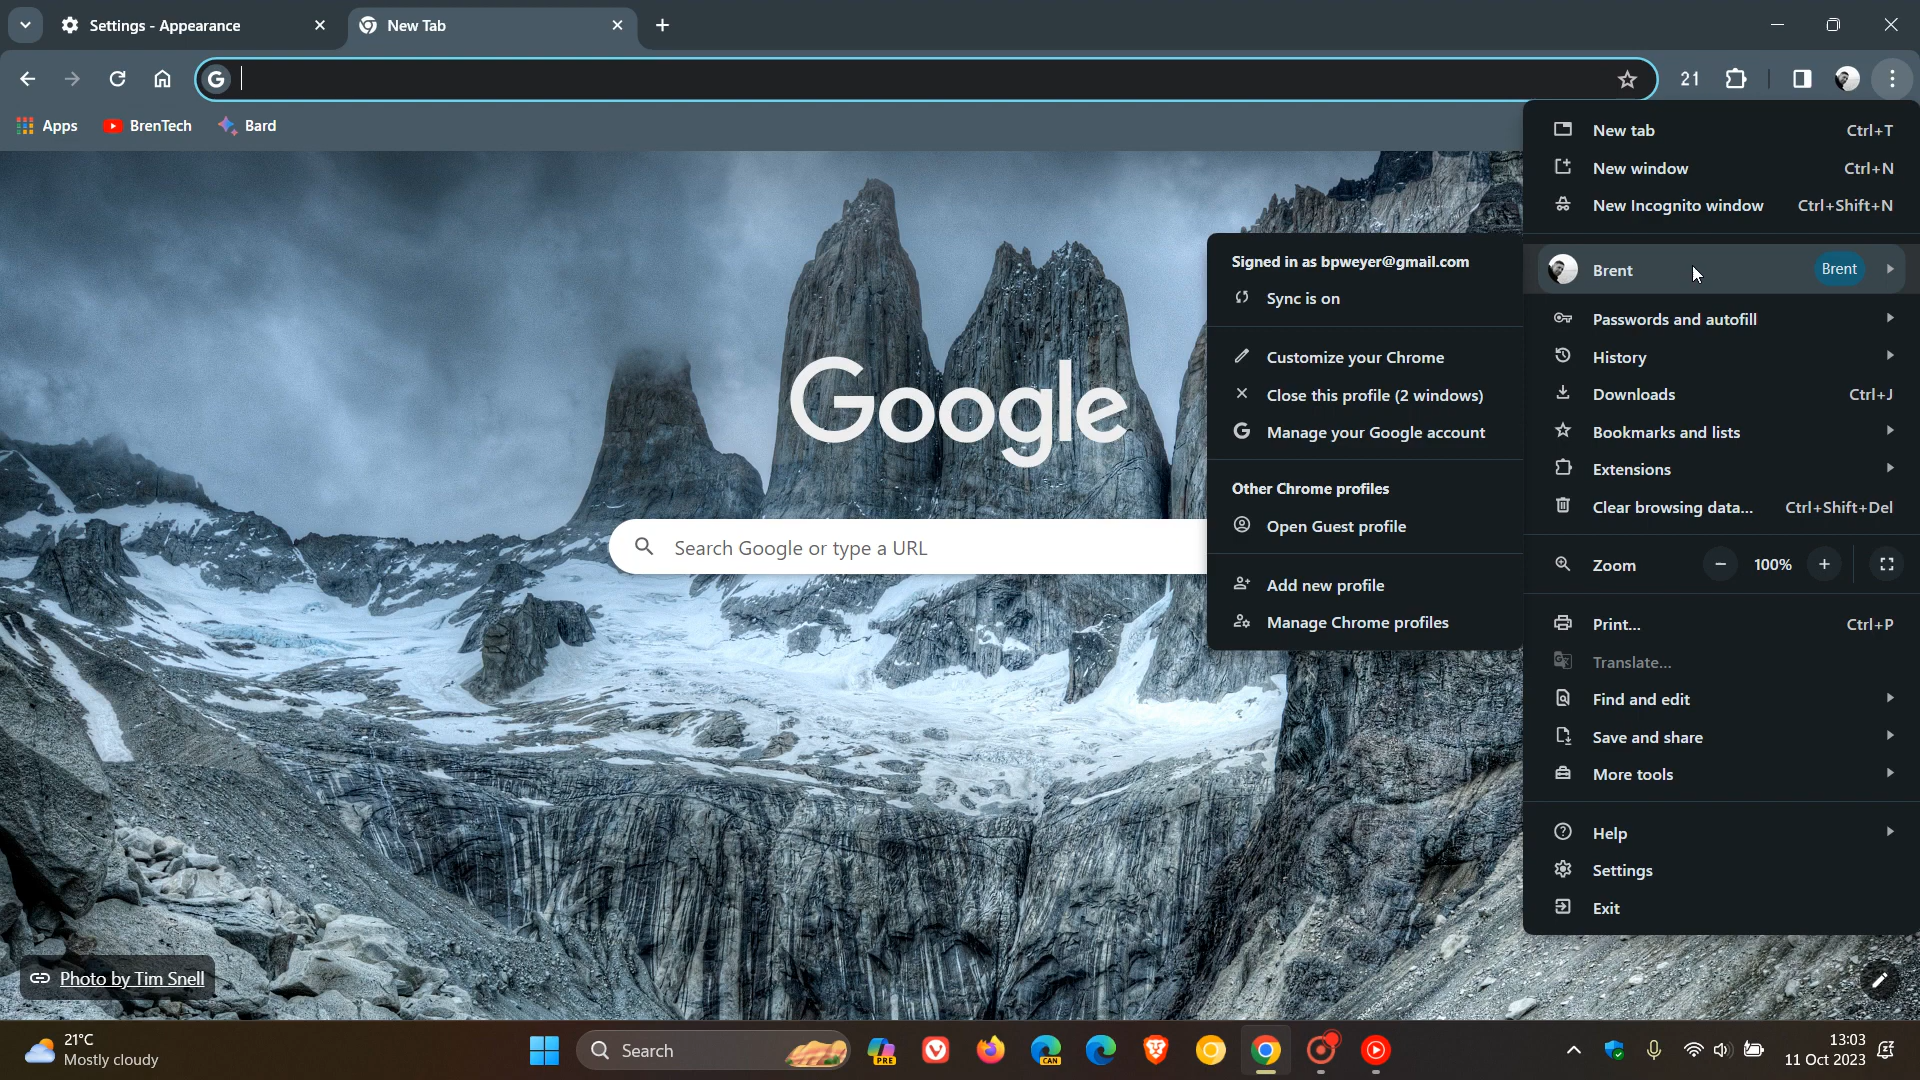 Settings - Appearance
New Tab
21
Apps
BrenTech
Bard
New tab Ctrl+T
New window Ctrl+N
New Incognito window Ctrl+Shift+N
Brent Brent
Passwords and autofill
History
Downloads Ctrl+J
Bookmarks and lists
Extensions
Clear browsing data... Ctrl+Shift+Del
Zoom − 100% +
Print... Ctrl+P
Translate...
Find and edit
Save and share
More tools
Help
Settings
Exit
Signed in as bpweyer@gmail.com
Sync is on
Customize your Chrome
Close this profile (2 windows)
Manage your Google account
Other Chrome profiles
Open Guest profile
Add new profile
Manage Chrome profiles
Google
Search Google or type a URL
Photo by Tim Snell
21°C
Mostly cloudy
Search
PRE
CAN
13:03
11 Oct 2023